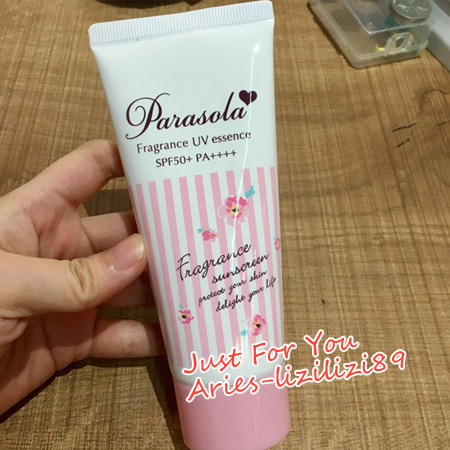 Parasola
Fragrance UV essence
SPF50+ PA++++
Fragrance
sunscreen
protect your skin
delight your life
Just For You
Aries-lizilizi89